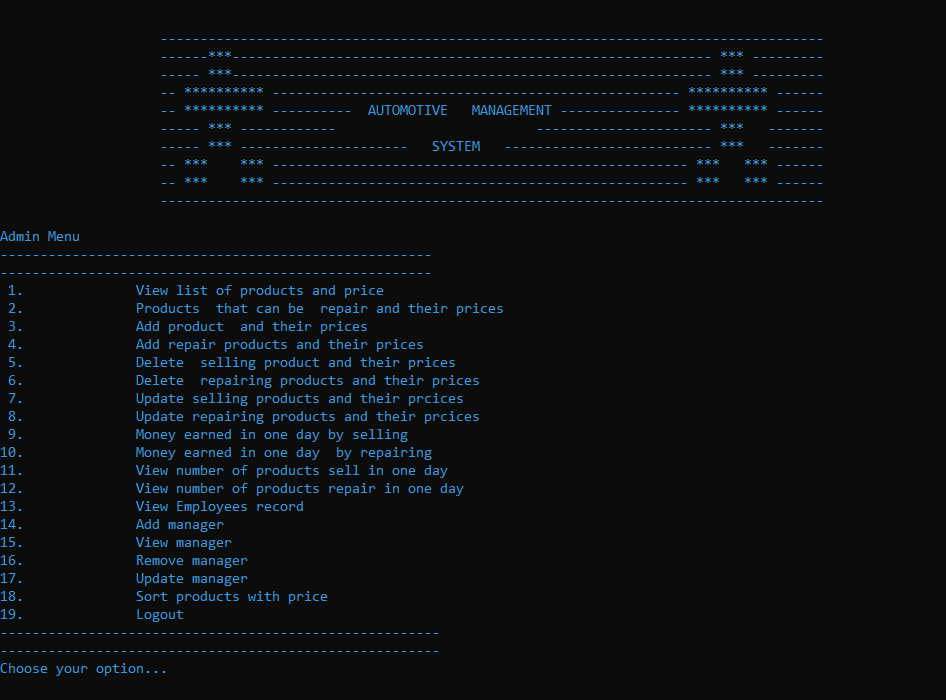 -----------------------------------------------------------------------------------
------***------------------------------------------------------------ *** ---------
----- ***------------------------------------------------------------ *** ---------
-- ********** --------------------------------------------------- ********** ------
-- ********** ----------  AUTOMOTIVE   MANAGEMENT --------------- ********** ------
----- *** ------------                         ---------------------- ***   -------
----- *** ---------------------   SYSTEM   -------------------------- ***   -------
-- ***    *** ---------------------------------------------------- ***   *** ------
-- ***    *** ---------------------------------------------------- ***   *** ------
-----------------------------------------------------------------------------------
Admin Menu
------------------------------------------------------
------------------------------------------------------
1. View list of products and price
2. Products  that can be  repair and their prices
3. Add product  and their prices
4. Add repair products and their prices
5. Delete  selling product and their prices
6. Delete  repairing products and their prices
7. Update selling products and their prcices
8. Update repairing products and their prcices
9. Money earned in one day by selling
10. Money earned in one day  by repairing
11. View number of products sell in one day
12. View number of products repair in one day
13. View Employees record
14. Add manager
15. View manager
16. Remove manager
17. Update manager
18. Sort products with price
19. Logout
-------------------------------------------------------
-------------------------------------------------------
Choose your option...